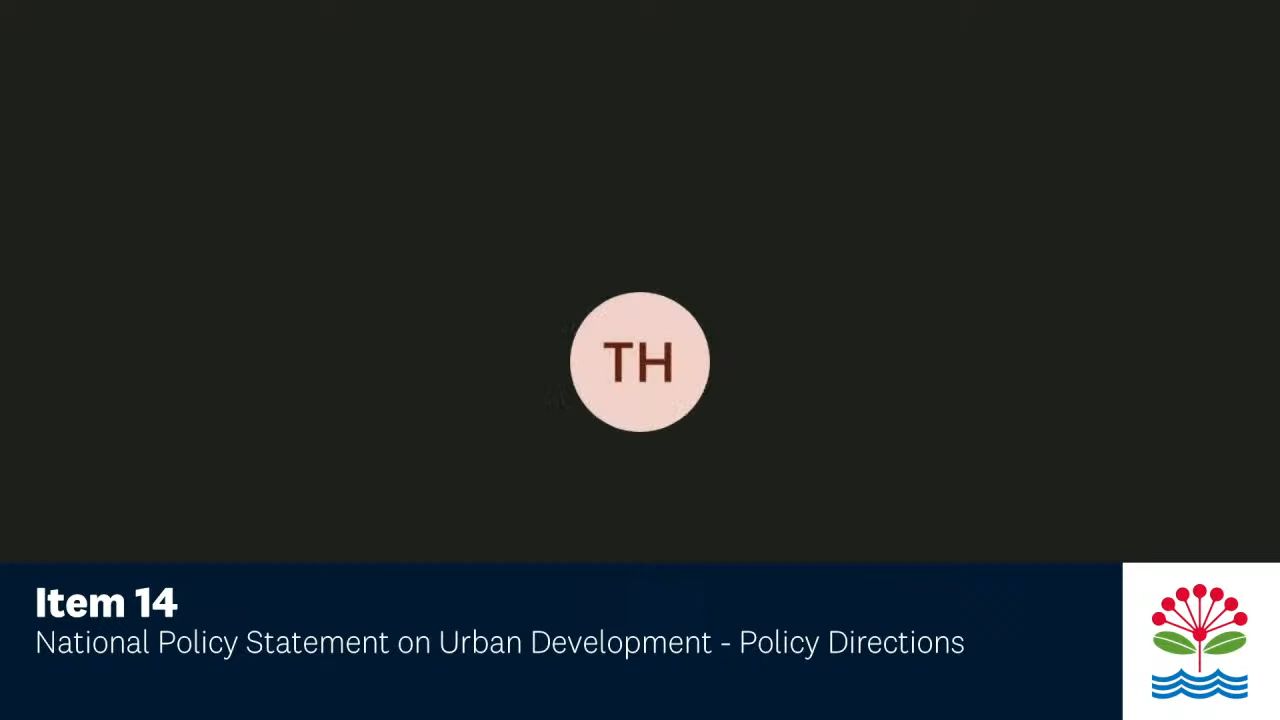 TH
Item 14
National Policy Statement on Urban Development - Policy Directions